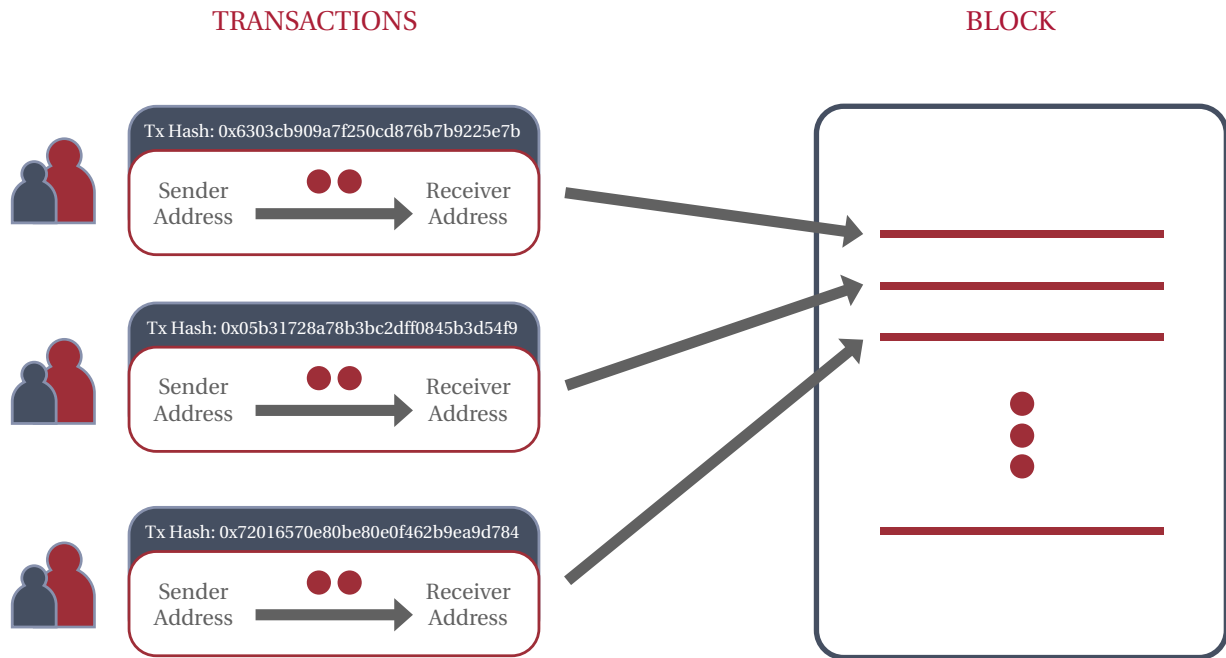 TRANSACTIONS
BLOCK
Tx Hash: 0x6303cb909a7f250cd876b7b9225e7b
Sender
Address
Receiver
Address
Tx Hash: 0x05b31728a78b3bc2dff0845b3d54f9
Sender
Address
Receiver
Address
Tx Hash: 0x72016570e80be80e0f462b9ea9d784
Sender
Address
Receiver
Address